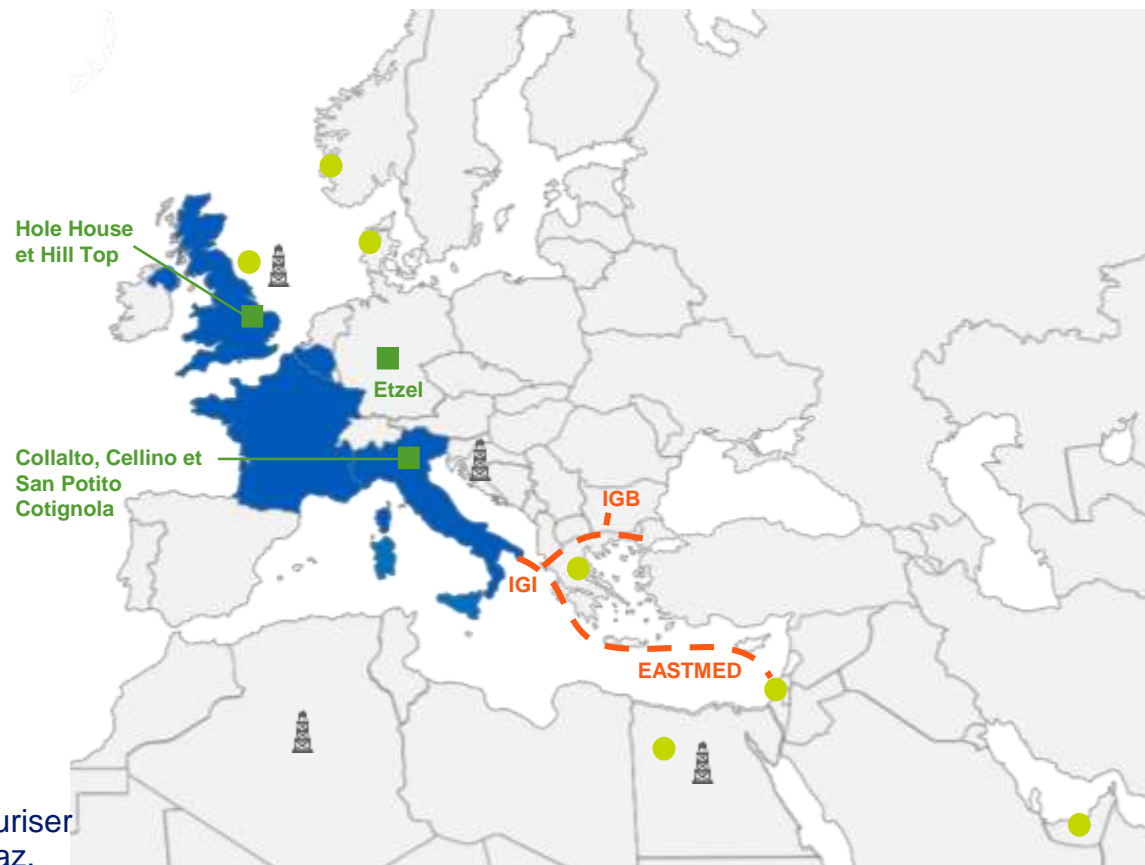 Hole House
et Hill Top
Etzel
Collalto, Cellino et
San Potito
Cotignola
IGB
IGI
EASTMED
uriser
az.